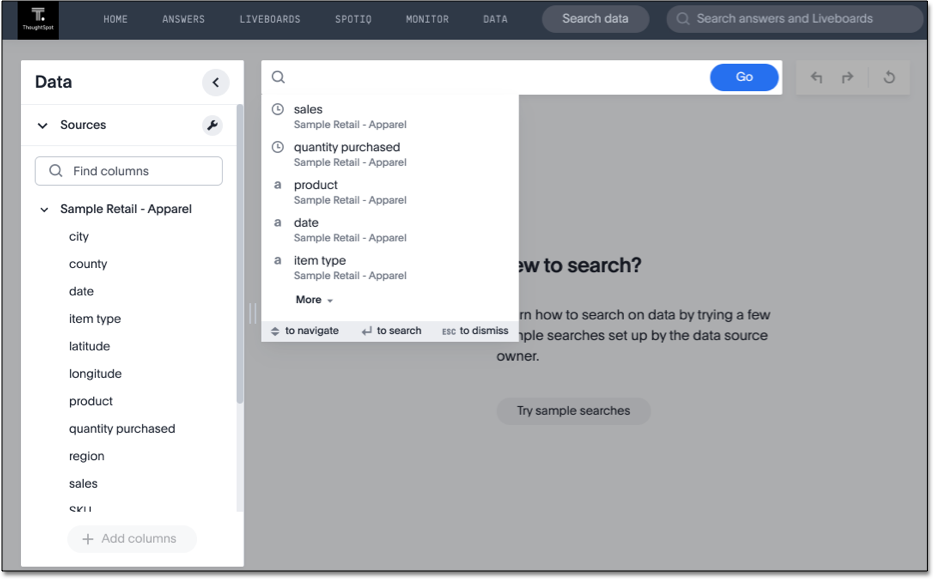 T.
ThoughtSpot
HOME ANSWERS LIVEBOARDS SPOTIQ MONITOR DATA Search data Search answers and Liveboards
Data
Sources
Find columns
Sample Retail - Apparel
city
county
date
item type
latitude
longitude
product
quantity purchased
region
sales
SKU
Add columns
Go
sales
Sample Retail - Apparel
quantity purchased
Sample Retail - Apparel
a product
Sample Retail - Apparel
a date
Sample Retail - Apparel
a item type
Sample Retail - Apparel
More
to navigate to search ESC to dismiss
to search?
how to search on data by trying a few
searches set up by the data source
owner.
Try sample searches